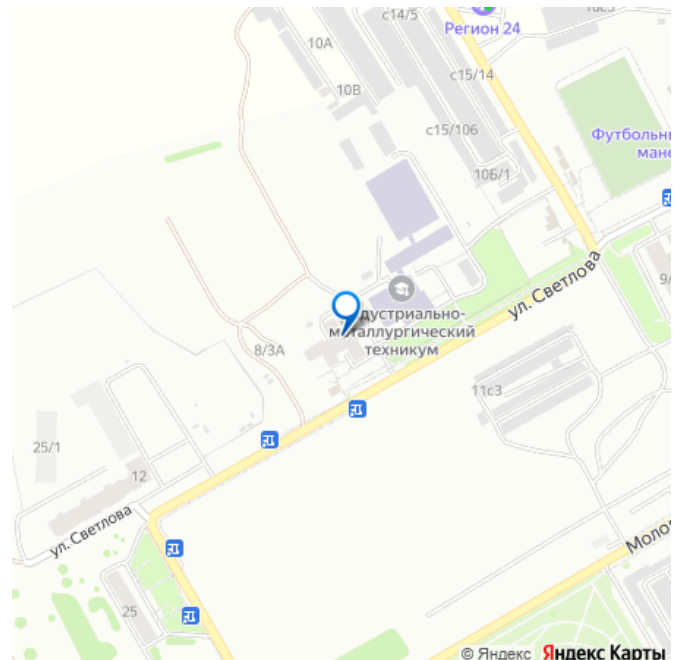 с14/5
10с5
Регион 24
10А
с15/14
10В
с15/106
Футбольн
мане
10Б/1
ул. Светлова
9/
дустриально-
металлургический
техникум
8/3А
11с3
25/1
12
ул. Светлова
Моло
25
© Яндекс Яндекс Карты